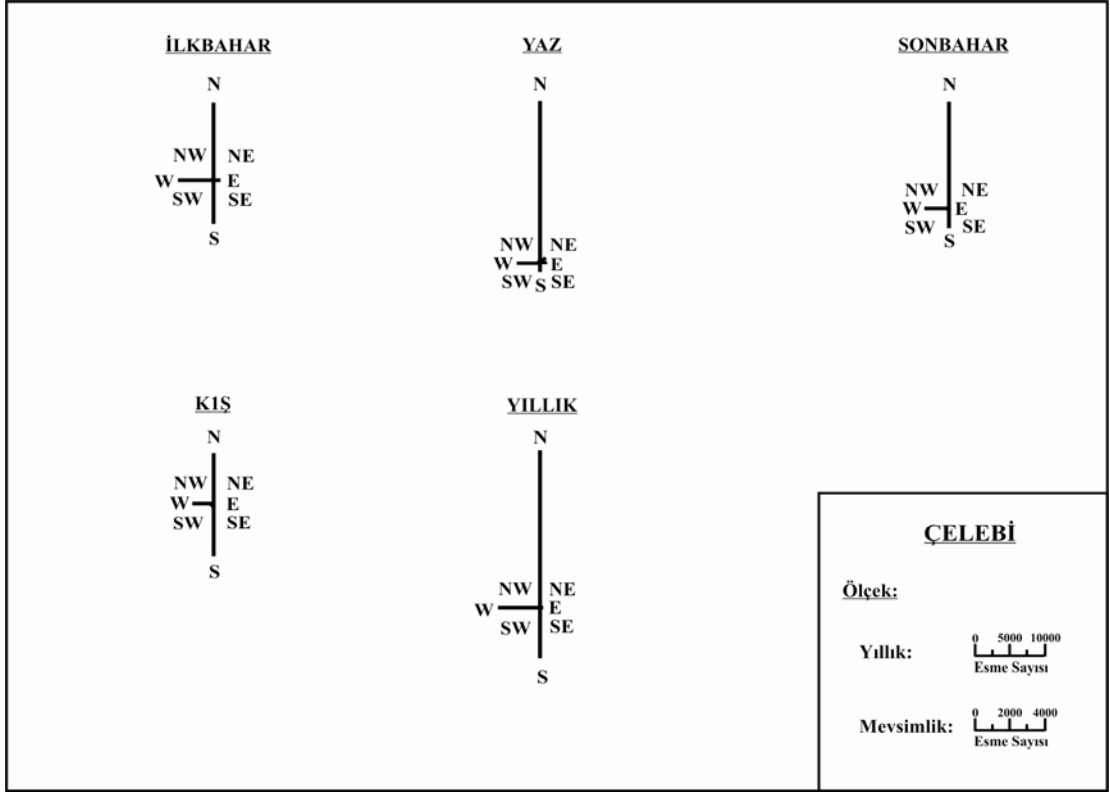 İLKBAHAR
N
NW NE
W E
SW SE
S
YAZ
N
NW NE
W E
SW S SE
SONBAHAR
N
NW NE
W E
SW SE
S
K1Ş
N
NW NE
W E
SW SE
S
YILLIK
N
NW NE
W E
SW SE
S
ÇELEBİ
Ölçek:
Yıllık:
0 5000 10000
Esme Sayısı
Mevsimlik:
0 2000 4000
Esme Sayısı